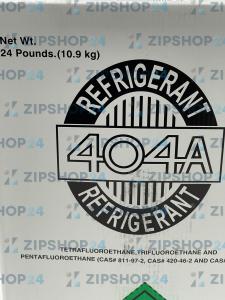 Net Wt.
24 Pounds.(10.9 kg)
REFRIGERANT
404A
REFRIGERANT
TETRAFLUOROETHANE,TRIFLUOROETHANE AND
PENTAFLUOROETHANE (CAS# 811-97-2, CAS# 420-46-2 AND CAS#
ZIPSHOP24